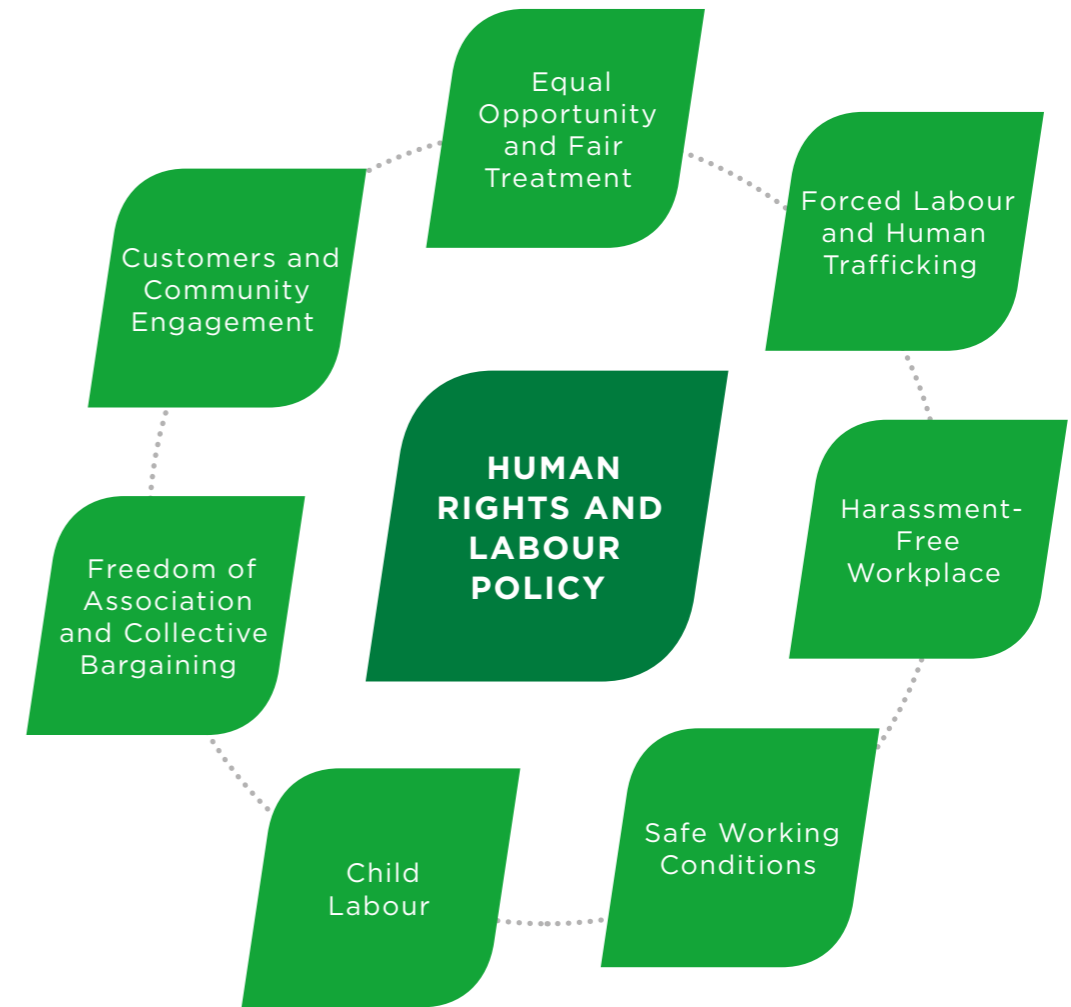 Equal
Opportunity
and Fair
Treatment
Forced Labour
and Human
Trafficking
Harassment-
Free
Workplace
Safe Working
Conditions
Child
Labour
Freedom of
Association
and Collective
Bargaining
Customers and
Community
Engagement
HUMAN
RIGHTS AND
LABOUR
POLICY